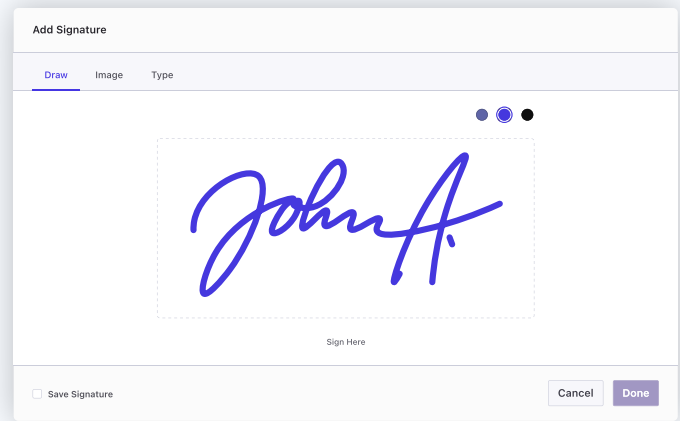 Add Signature
Draw Image Type
John A.
Sign Here
Save Signature Cancel Done